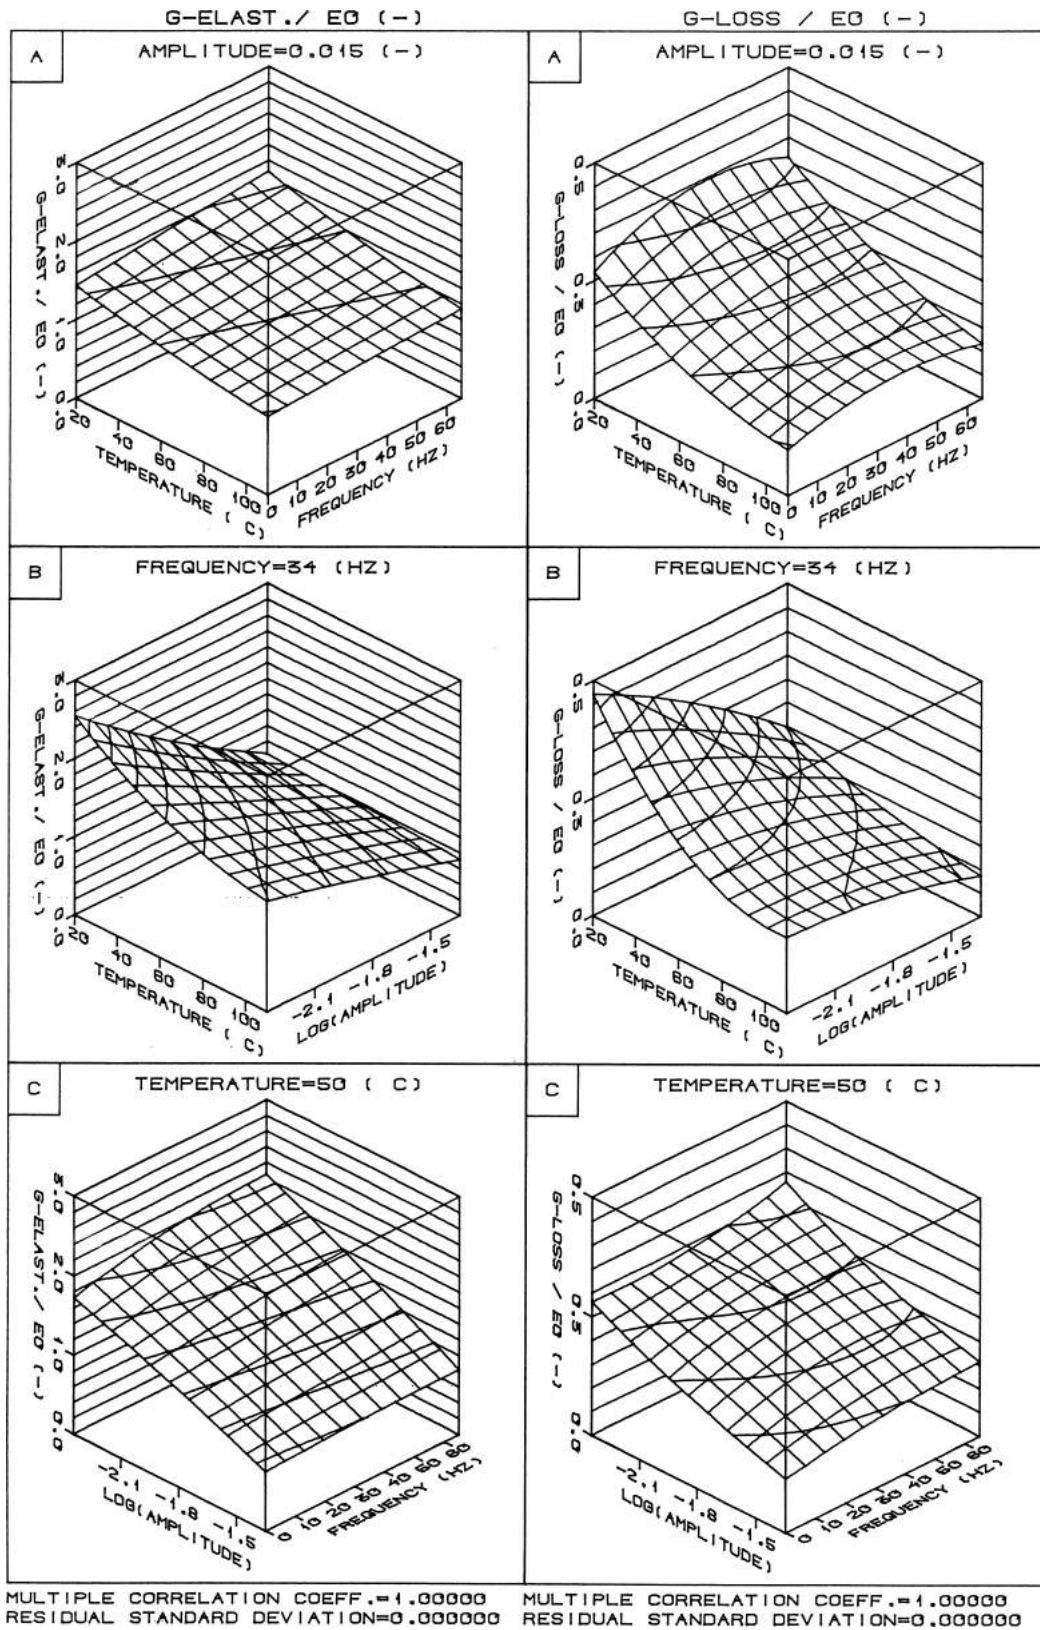 G-ELAST./ E0 (-)
G-LOSS / E0 (-)
A
AMPLITUDE=0.015 (-)
3.0
2.0
1.0
0.0
G-ELAST./ E0 (-)
20 40 60 80 100
TEMPERATURE ( C)
0 10 20 30 40 50 60
FREQUENCY (HZ)
A
AMPLITUDE=0.015 (-)
0.5
0.3
0.0
G-LOSS / E0 (-)
20 40 60 80 100
TEMPERATURE ( C)
0 10 20 30 40 50 60
FREQUENCY (HZ)
B
FREQUENCY=34 (HZ)
3.0
2.0
1.0
0.0
G-ELAST./ E0 (-)
20 40 60 80 100
TEMPERATURE ( C)
-2.1 -1.8 -1.5
LOG(AMPLITUDE)
B
FREQUENCY=34 (HZ)
0.5
0.3
0.0
G-LOSS / E0 (-)
20 40 60 80 100
TEMPERATURE ( C)
-2.1 -1.8 -1.5
LOG(AMPLITUDE)
C
TEMPERATURE=50 ( C)
3.0
2.0
1.0
0.0
G-ELAST./ E0 (-)
-2.1 -1.8 -1.5
LOG(AMPLITUDE)
0 10 20 30 40 50 60
FREQUENCY (HZ)
C
TEMPERATURE=50 ( C)
0.5
0.3
0.0
G-LOSS / E0 (-)
-2.1 -1.8 -1.5
LOG(AMPLITUDE)
0 10 20 30 40 50 60
FREQUENCY (HZ)
MULTIPLE CORRELATION COEFF.=1.00000
RESIDUAL STANDARD DEVIATION=0.000000
MULTIPLE CORRELATION COEFF.=1.00000
RESIDUAL STANDARD DEVIATION=0.000000